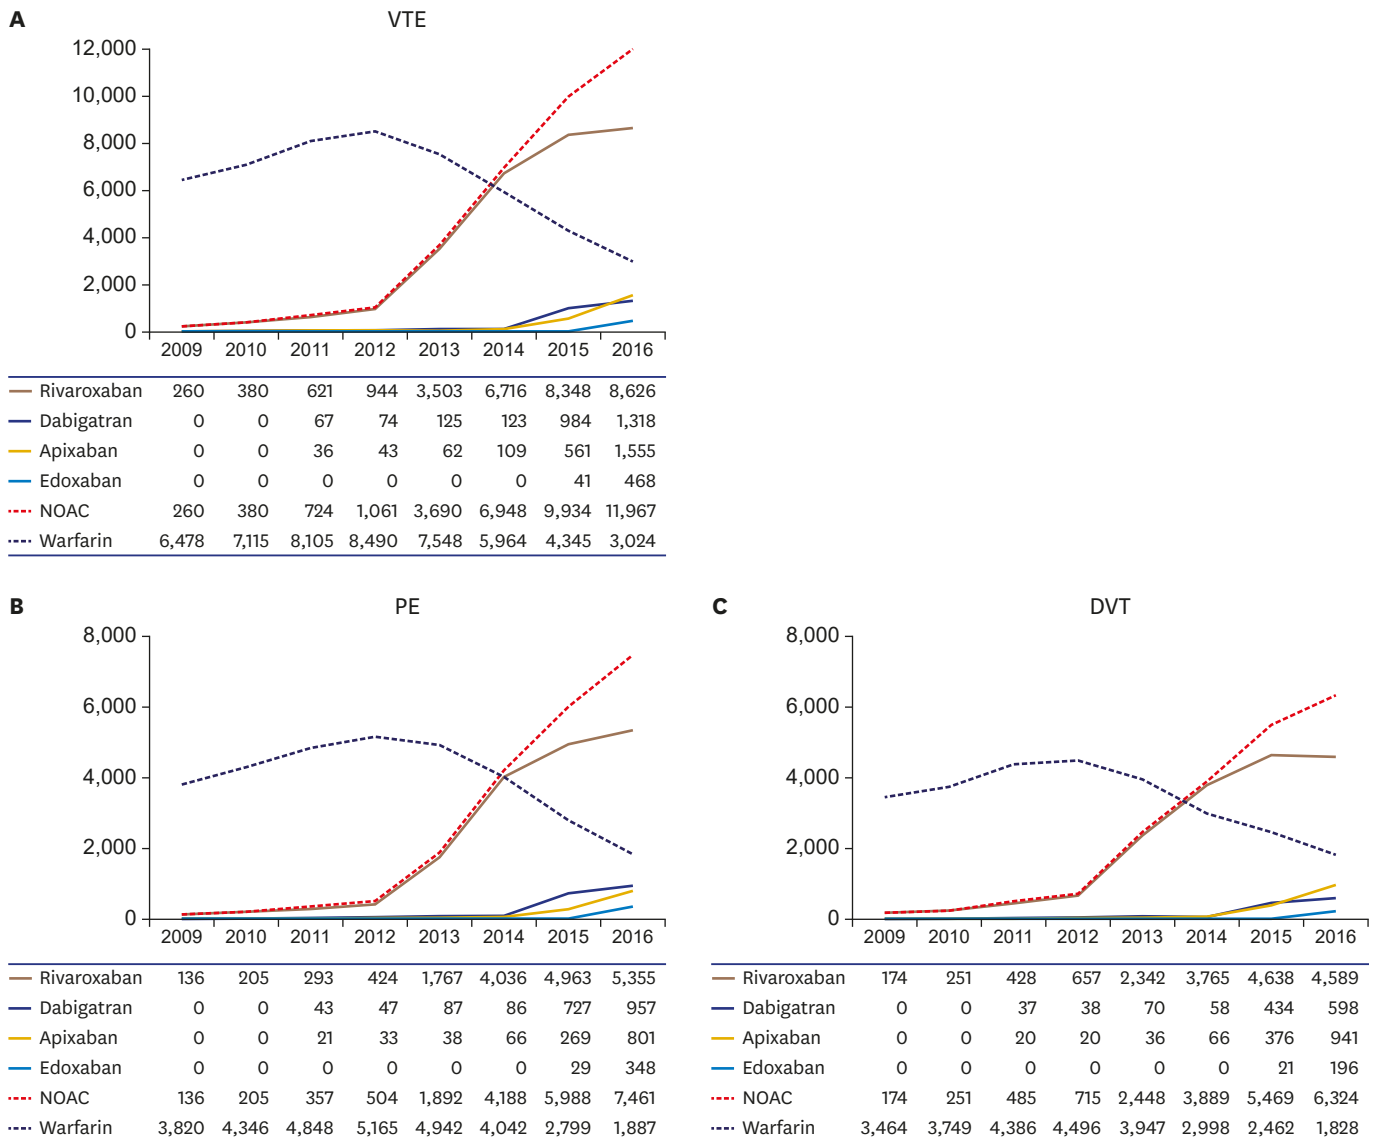 A
VTE
12,000
10,000
8,000
6,000
4,000
2,000
0
2009 2010 2011 2012 2013 2014 2015 2016
Rivaroxaban 260 380 621 944 3,503 6,716 8,348 8,626
Dabigatran 0 0 67 74 125 123 984 1,318
Apixaban 0 0 36 43 62 109 561 1,555
Edoxaban 0 0 0 0 0 0 41 468
NOAC 260 380 724 1,061 3,690 6,948 9,934 11,967
Warfarin 6,478 7,115 8,105 8,490 7,548 5,964 4,345 3,024
B
PE
8,000
6,000
4,000
2,000
0
2009 2010 2011 2012 2013 2014 2015 2016
Rivaroxaban 136 205 293 424 1,767 4,036 4,963 5,355
Dabigatran 0 0 43 47 87 86 727 957
Apixaban 0 0 21 33 38 66 269 801
Edoxaban 0 0 0 0 0 0 29 348
NOAC 136 205 357 504 1,892 4,188 5,988 7,461
Warfarin 3,820 4,346 4,848 5,165 4,942 4,042 2,799 1,887
C
DVT
8,000
6,000
4,000
2,000
0
2009 2010 2011 2012 2013 2014 2015 2016
Rivaroxaban 174 251 428 657 2,342 3,765 4,638 4,589
Dabigatran 0 0 37 38 70 58 434 598
Apixaban 0 0 20 20 36 66 376 941
Edoxaban 0 0 0 0 0 0 21 196
NOAC 174 251 485 715 2,448 3,889 5,469 6,324
Warfarin 3,464 3,749 4,386 4,496 3,947 2,998 2,462 1,828